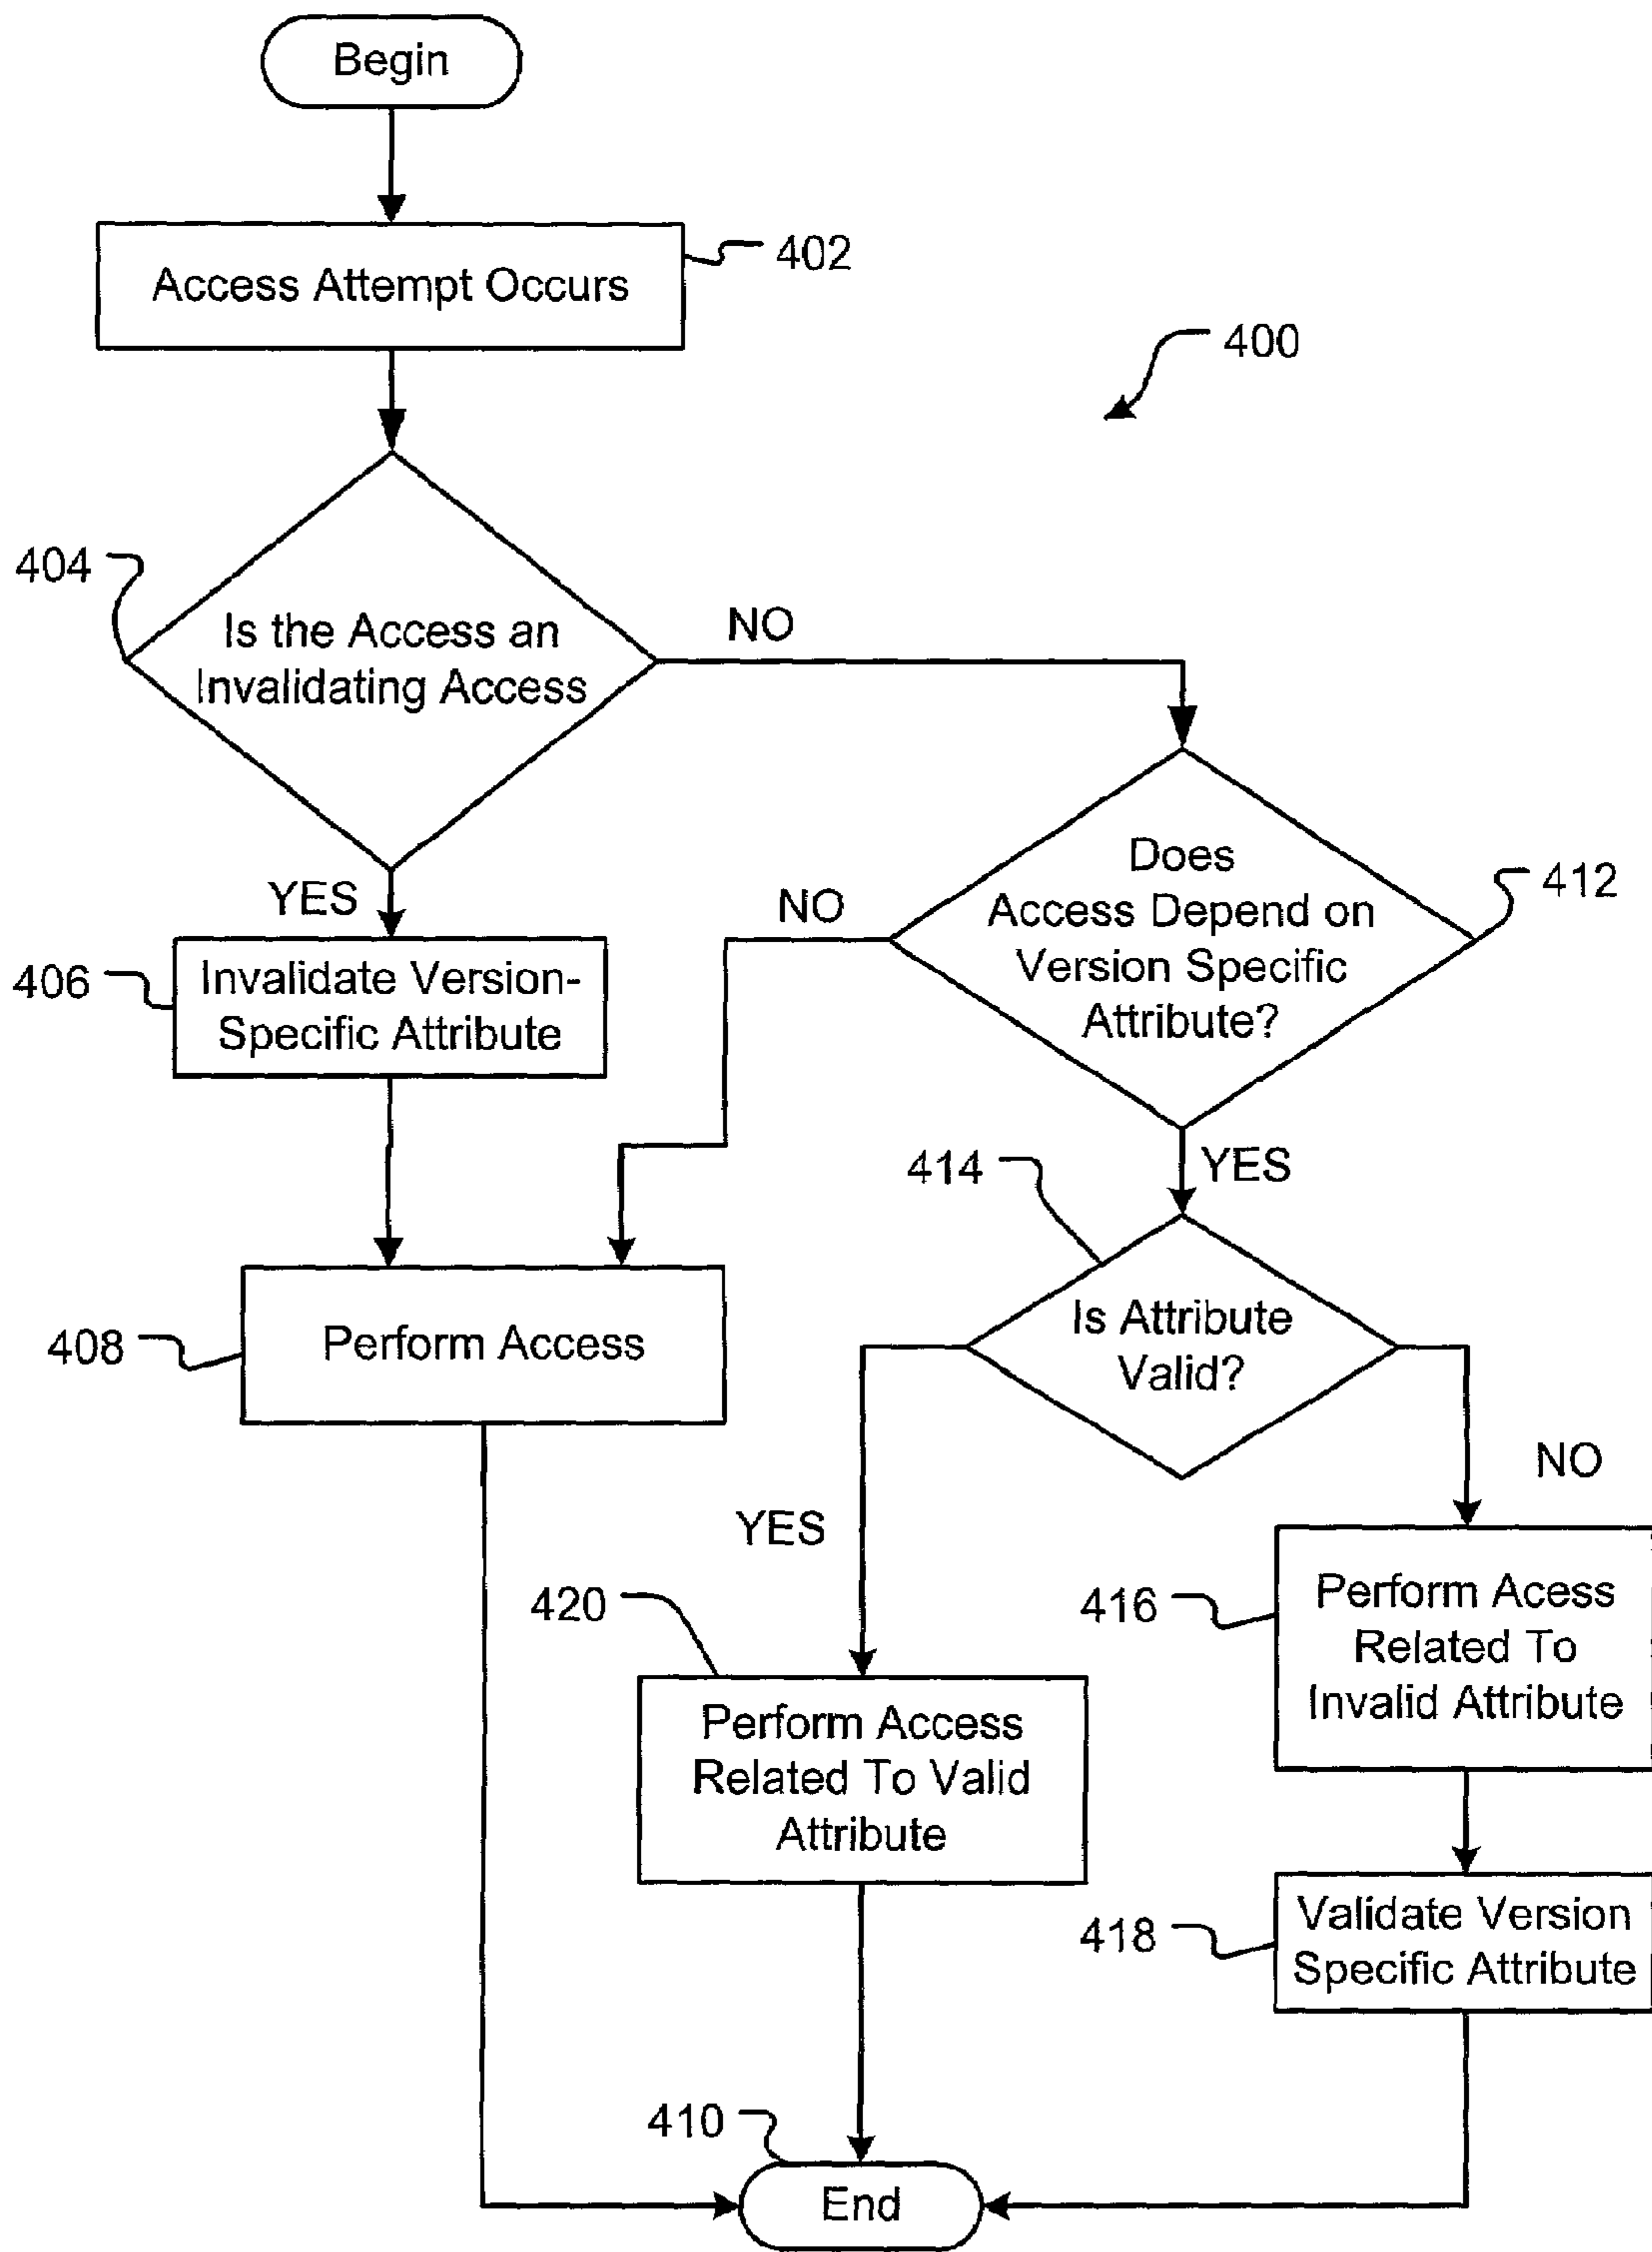 Begin
Access Attempt Occurs
402
400
404
Is the Access an
Invalidating Access
NO
YES
406
Invalidate Version-
Specific Attribute
NO
Does
Access Depend on
Version Specific
Attribute?
412
YES
414
408
Perform Access
Is Attribute
Valid?
YES
NO
420
Perform Access
Related To Valid
Attribute
416
Perform Acess
Related To
Invalid Attribute
418
Validate Version
Specific Attribute
410
End